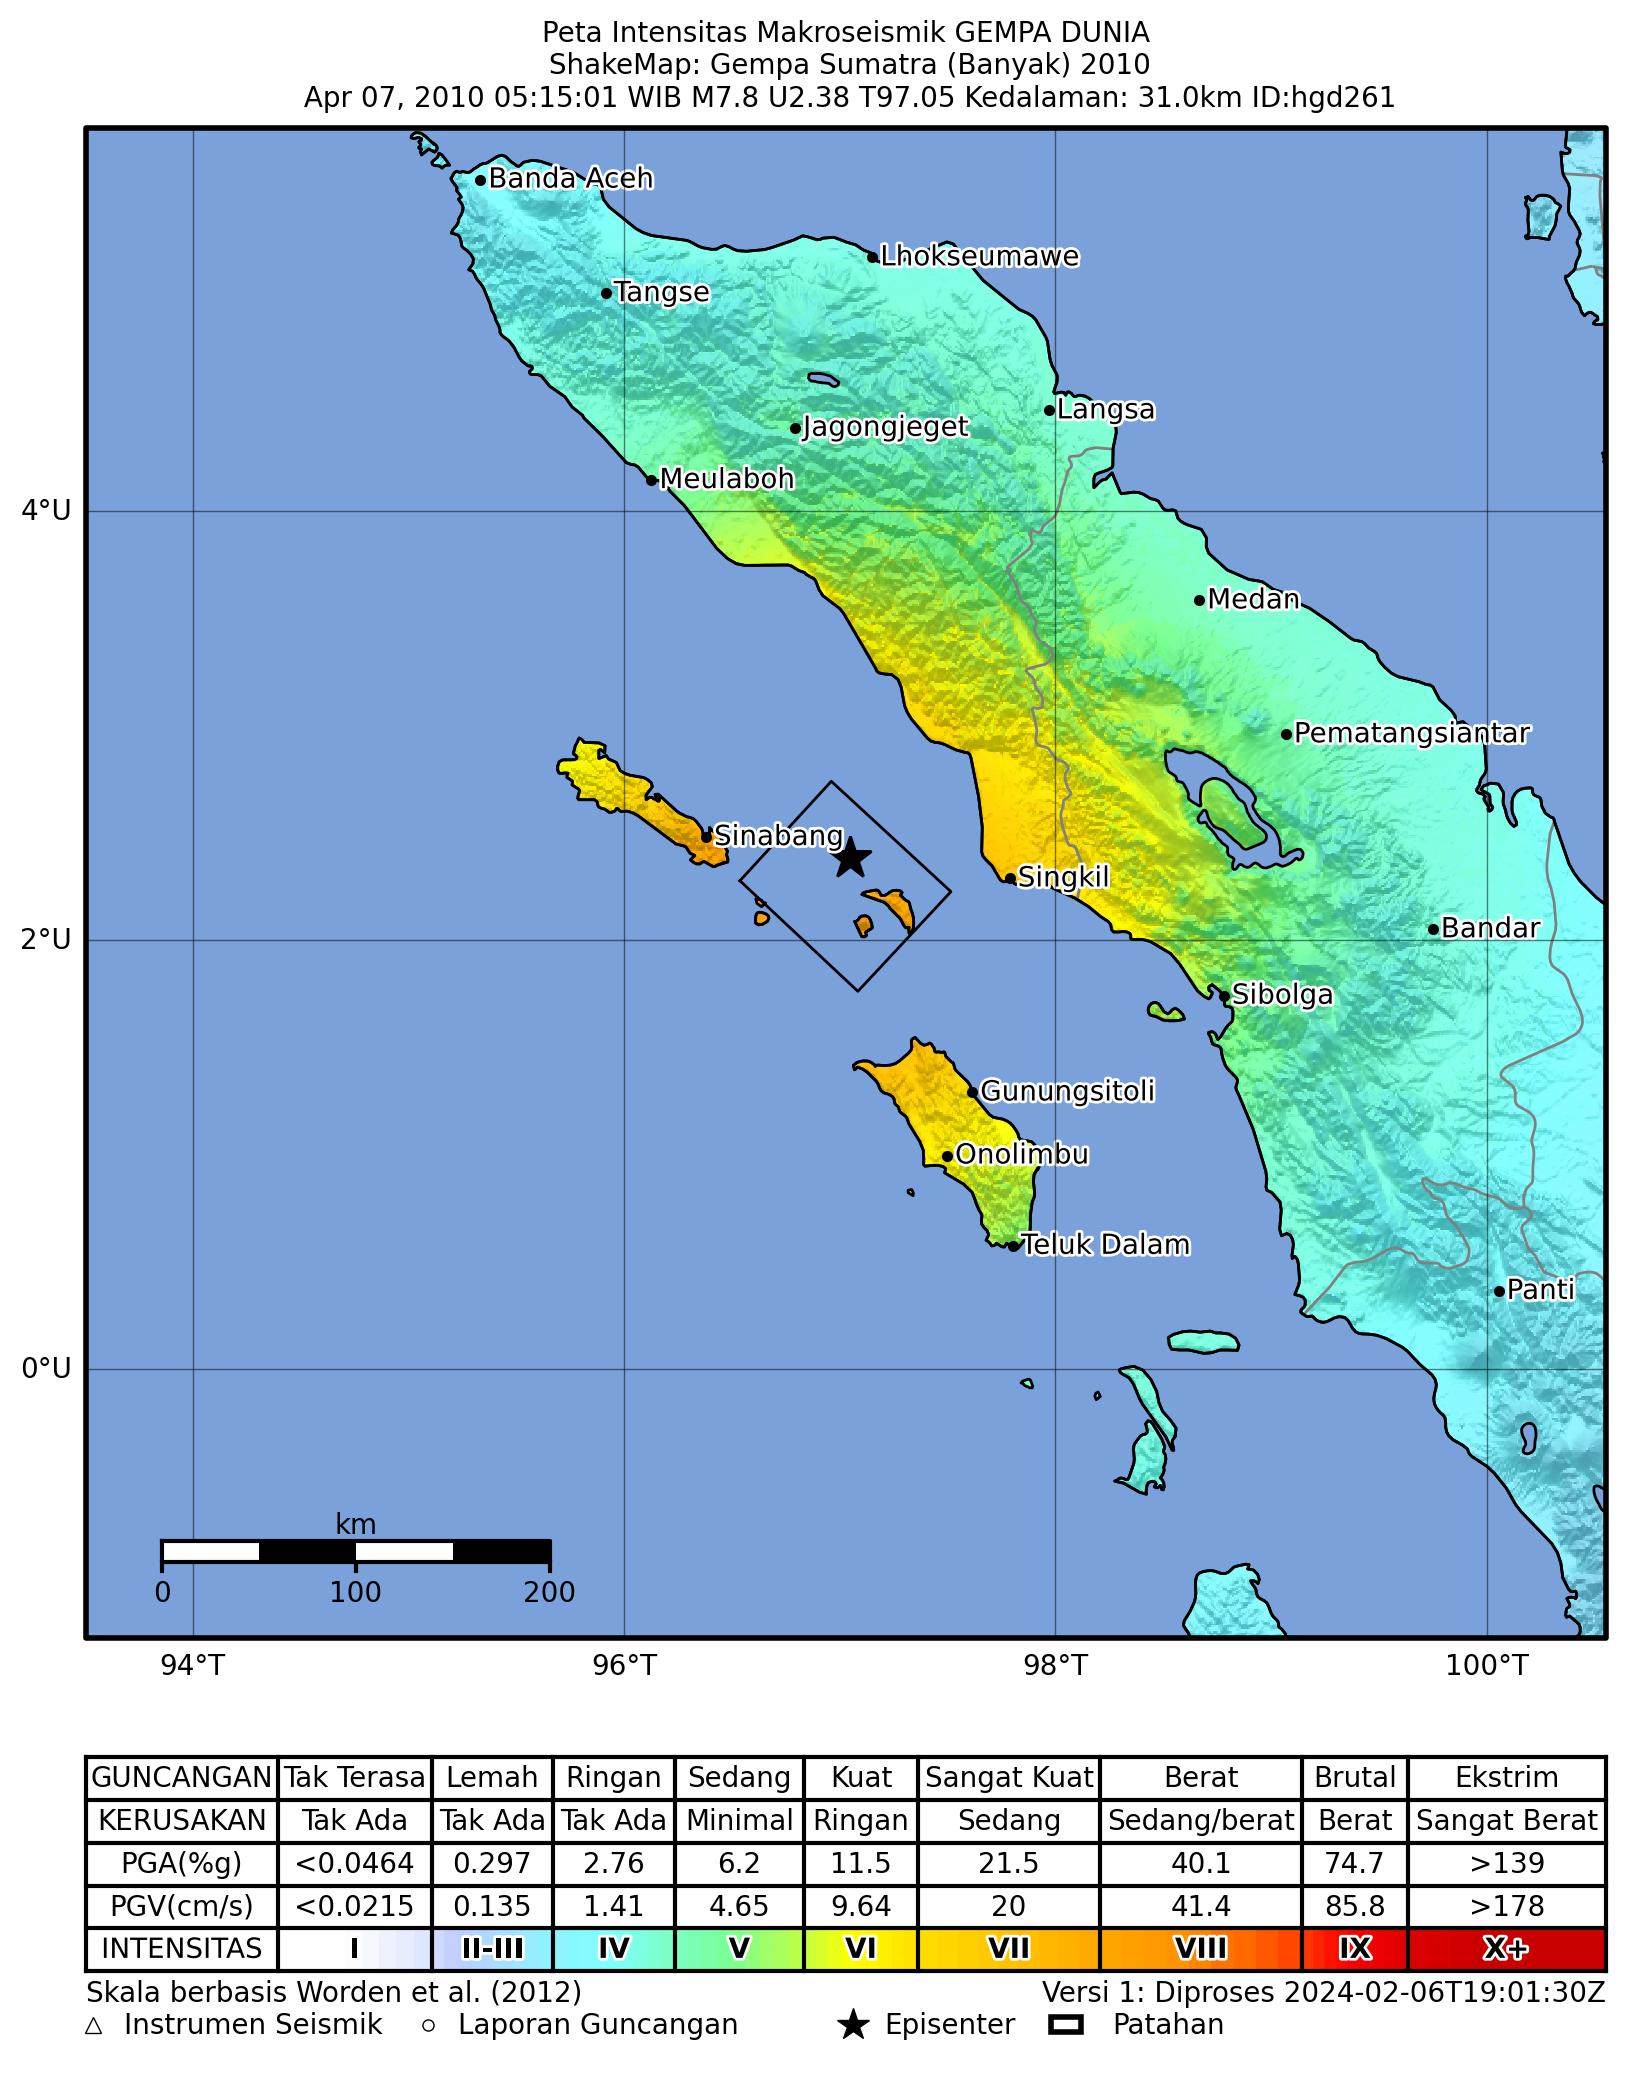 Peta Intensitas Makroseismik GEMPA DUNIA
ShakeMap: Gempa Sumatra (Banyak) 2010
Apr 07, 2010 05:15:01 WIB M7.8 U2.38 T97.05 Kedalaman: 31.0km ID:hgd261
Banda Aceh
Lhokseumawe
Tangse
Langsa
Jagongjeget
Meulaboh
4°U
Medan
Pematangsiantar
Sinabang
Singkil
Bandar
2°U
Sibolga
Gunungsitoli
Onolimbu
Teluk Dalam
Panti
0°U
km
0 100 200
94°T 96°T 98°T 100°T
GUNCANGAN Tak Terasa Lemah Ringan Sedang Kuat Sangat Kuat Berat Brutal Ekstrim
KERUSAKAN Tak Ada Tak Ada Tak Ada Minimal Ringan Sedang Sedang/berat Berat Sangat Berat
PGA(%g) <0.0464 0.297 2.76 6.2 11.5 21.5 40.1 74.7 >139
PGV(cm/s) <0.0215 0.135 1.41 4.65 9.64 20 41.4 85.8 >178
INTENSITAS I II-III IV V VI VII VIII IX X+
Skala berbasis Worden et al. (2012) Versi 1: Diproses 2024-02-06T19:01:30Z
Instrumen Seismik Laporan Guncangan Episenter Patahan